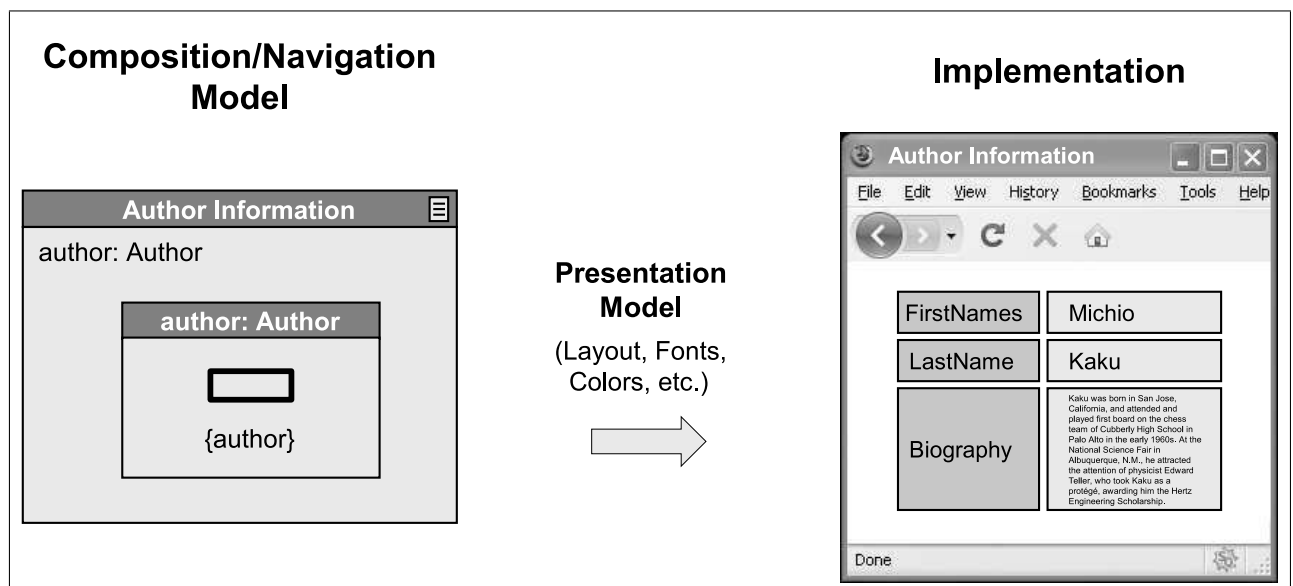 Composition/Navigation
Model
Author Information
author: Author
author: Author
{author}
Presentation
Model
(Layout, Fonts,
Colors, etc.)
Implementation
Author Information
File Edit View History Bookmarks Tools Help
FirstNames Michio
LastName Kaku
Biography
Kaku was born in San Jose,
California, and attended and
played first board on the chess
team of Cubberly High School in
Palo Alto in the early 1960s. At the
National Science Fair in
Albuquerque, N.M., he attracted
the attention of physicist Edward
Teller, who took Kaku as a
protégé, awarding him the Hertz
Engineering Scholarship.
Done